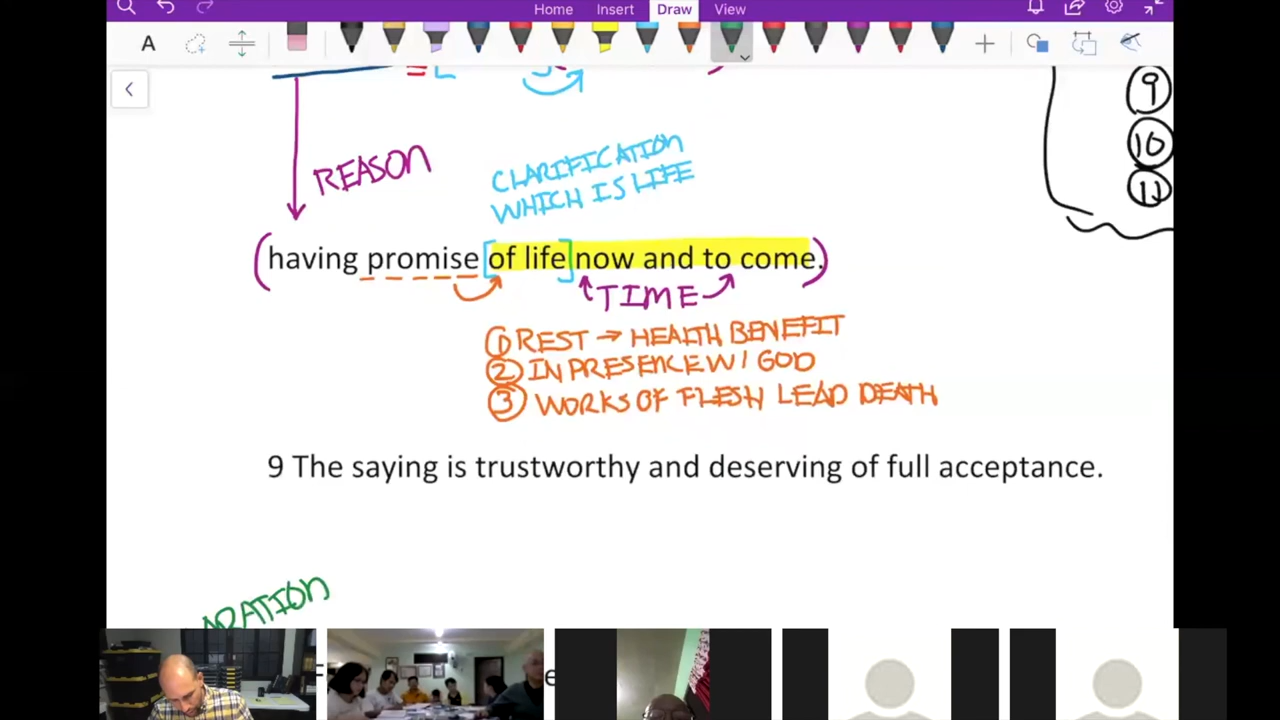 Home Insert Draw View
A
9
10
11
REASON
CLARIFICATION
WHICH IS LIFE
(having promise [of life] now and to come.)
TIME
① REST → HEALTH BENEFIT
② IN PRESENCE W/ GOD
③ WORKS OF FLESH LEAD DEATH
9 The saying is trustworthy and deserving of full acceptance.